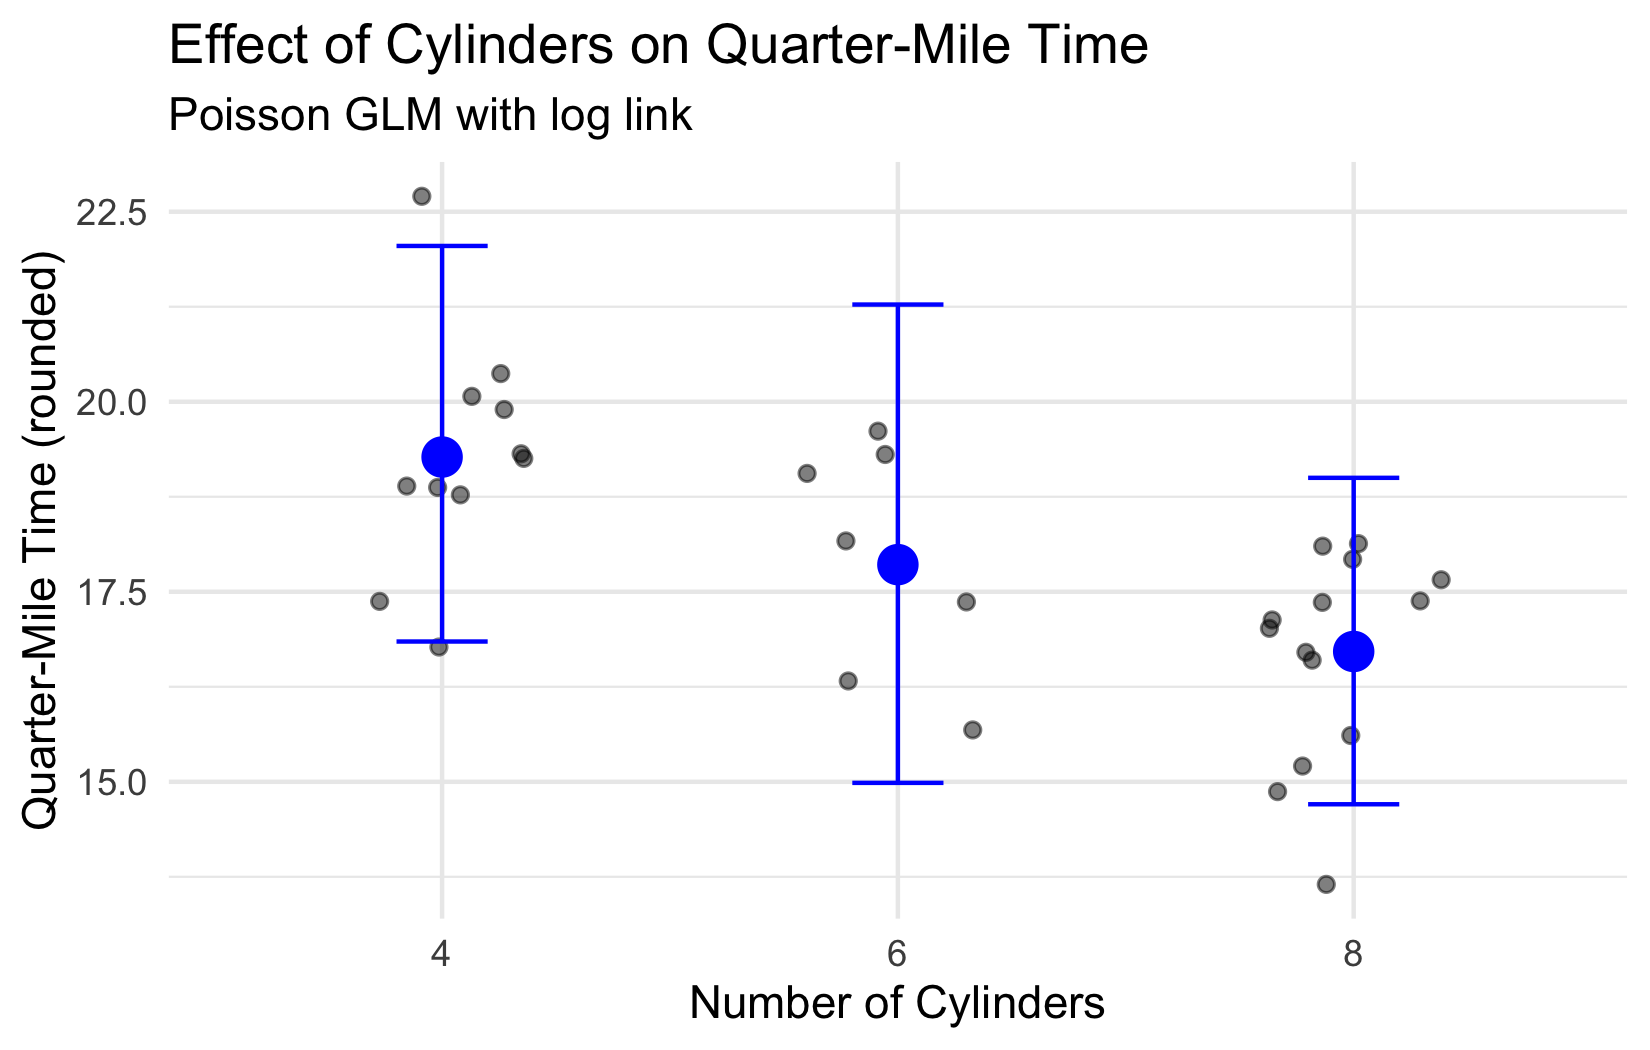 Effect of Cylinders on Quarter-Mile Time
Poisson GLM with log link
Quarter-Mile Time (rounded)
22.5
20.0
17.5
15.0
4 6 8
Number of Cylinders